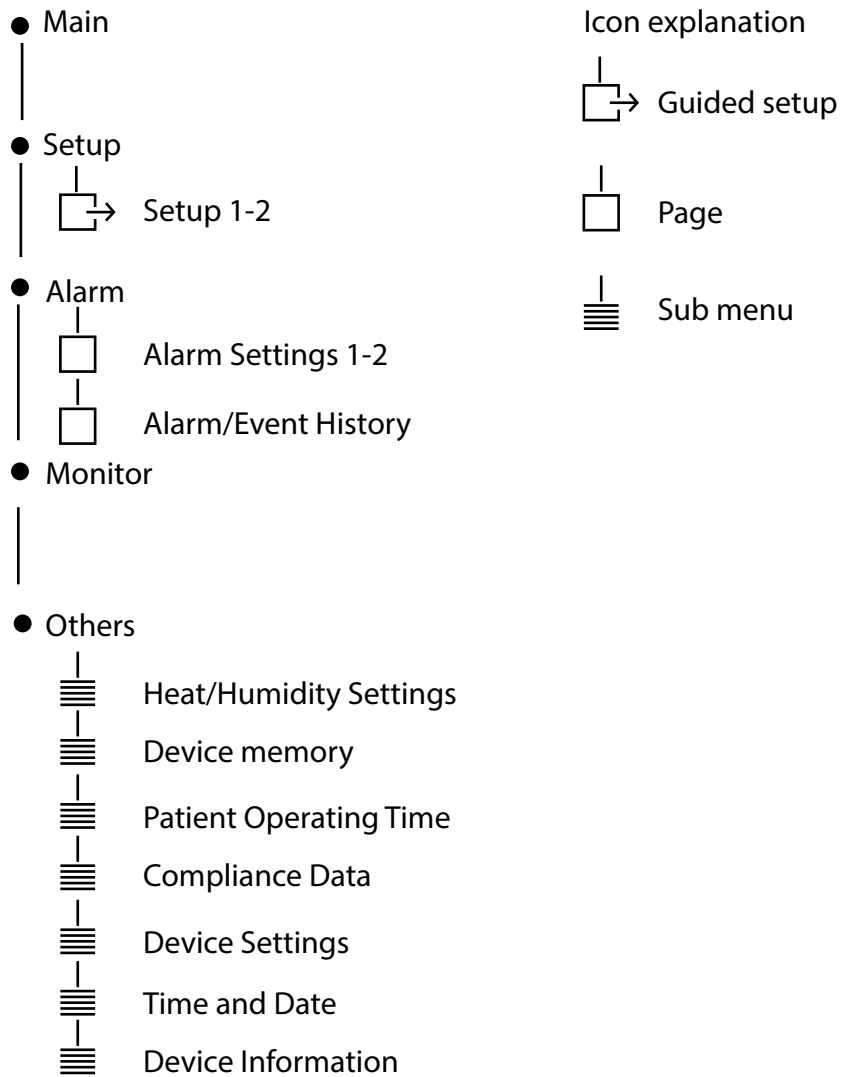 Main
Setup
Setup 1-2
Alarm
Alarm Settings 1-2
Alarm/Event History
Monitor
Others
Heat/Humidity Settings
Device memory
Patient Operating Time
Compliance Data
Device Settings
Time and Date
Device Information
Icon explanation
Guided setup
Page
Sub menu